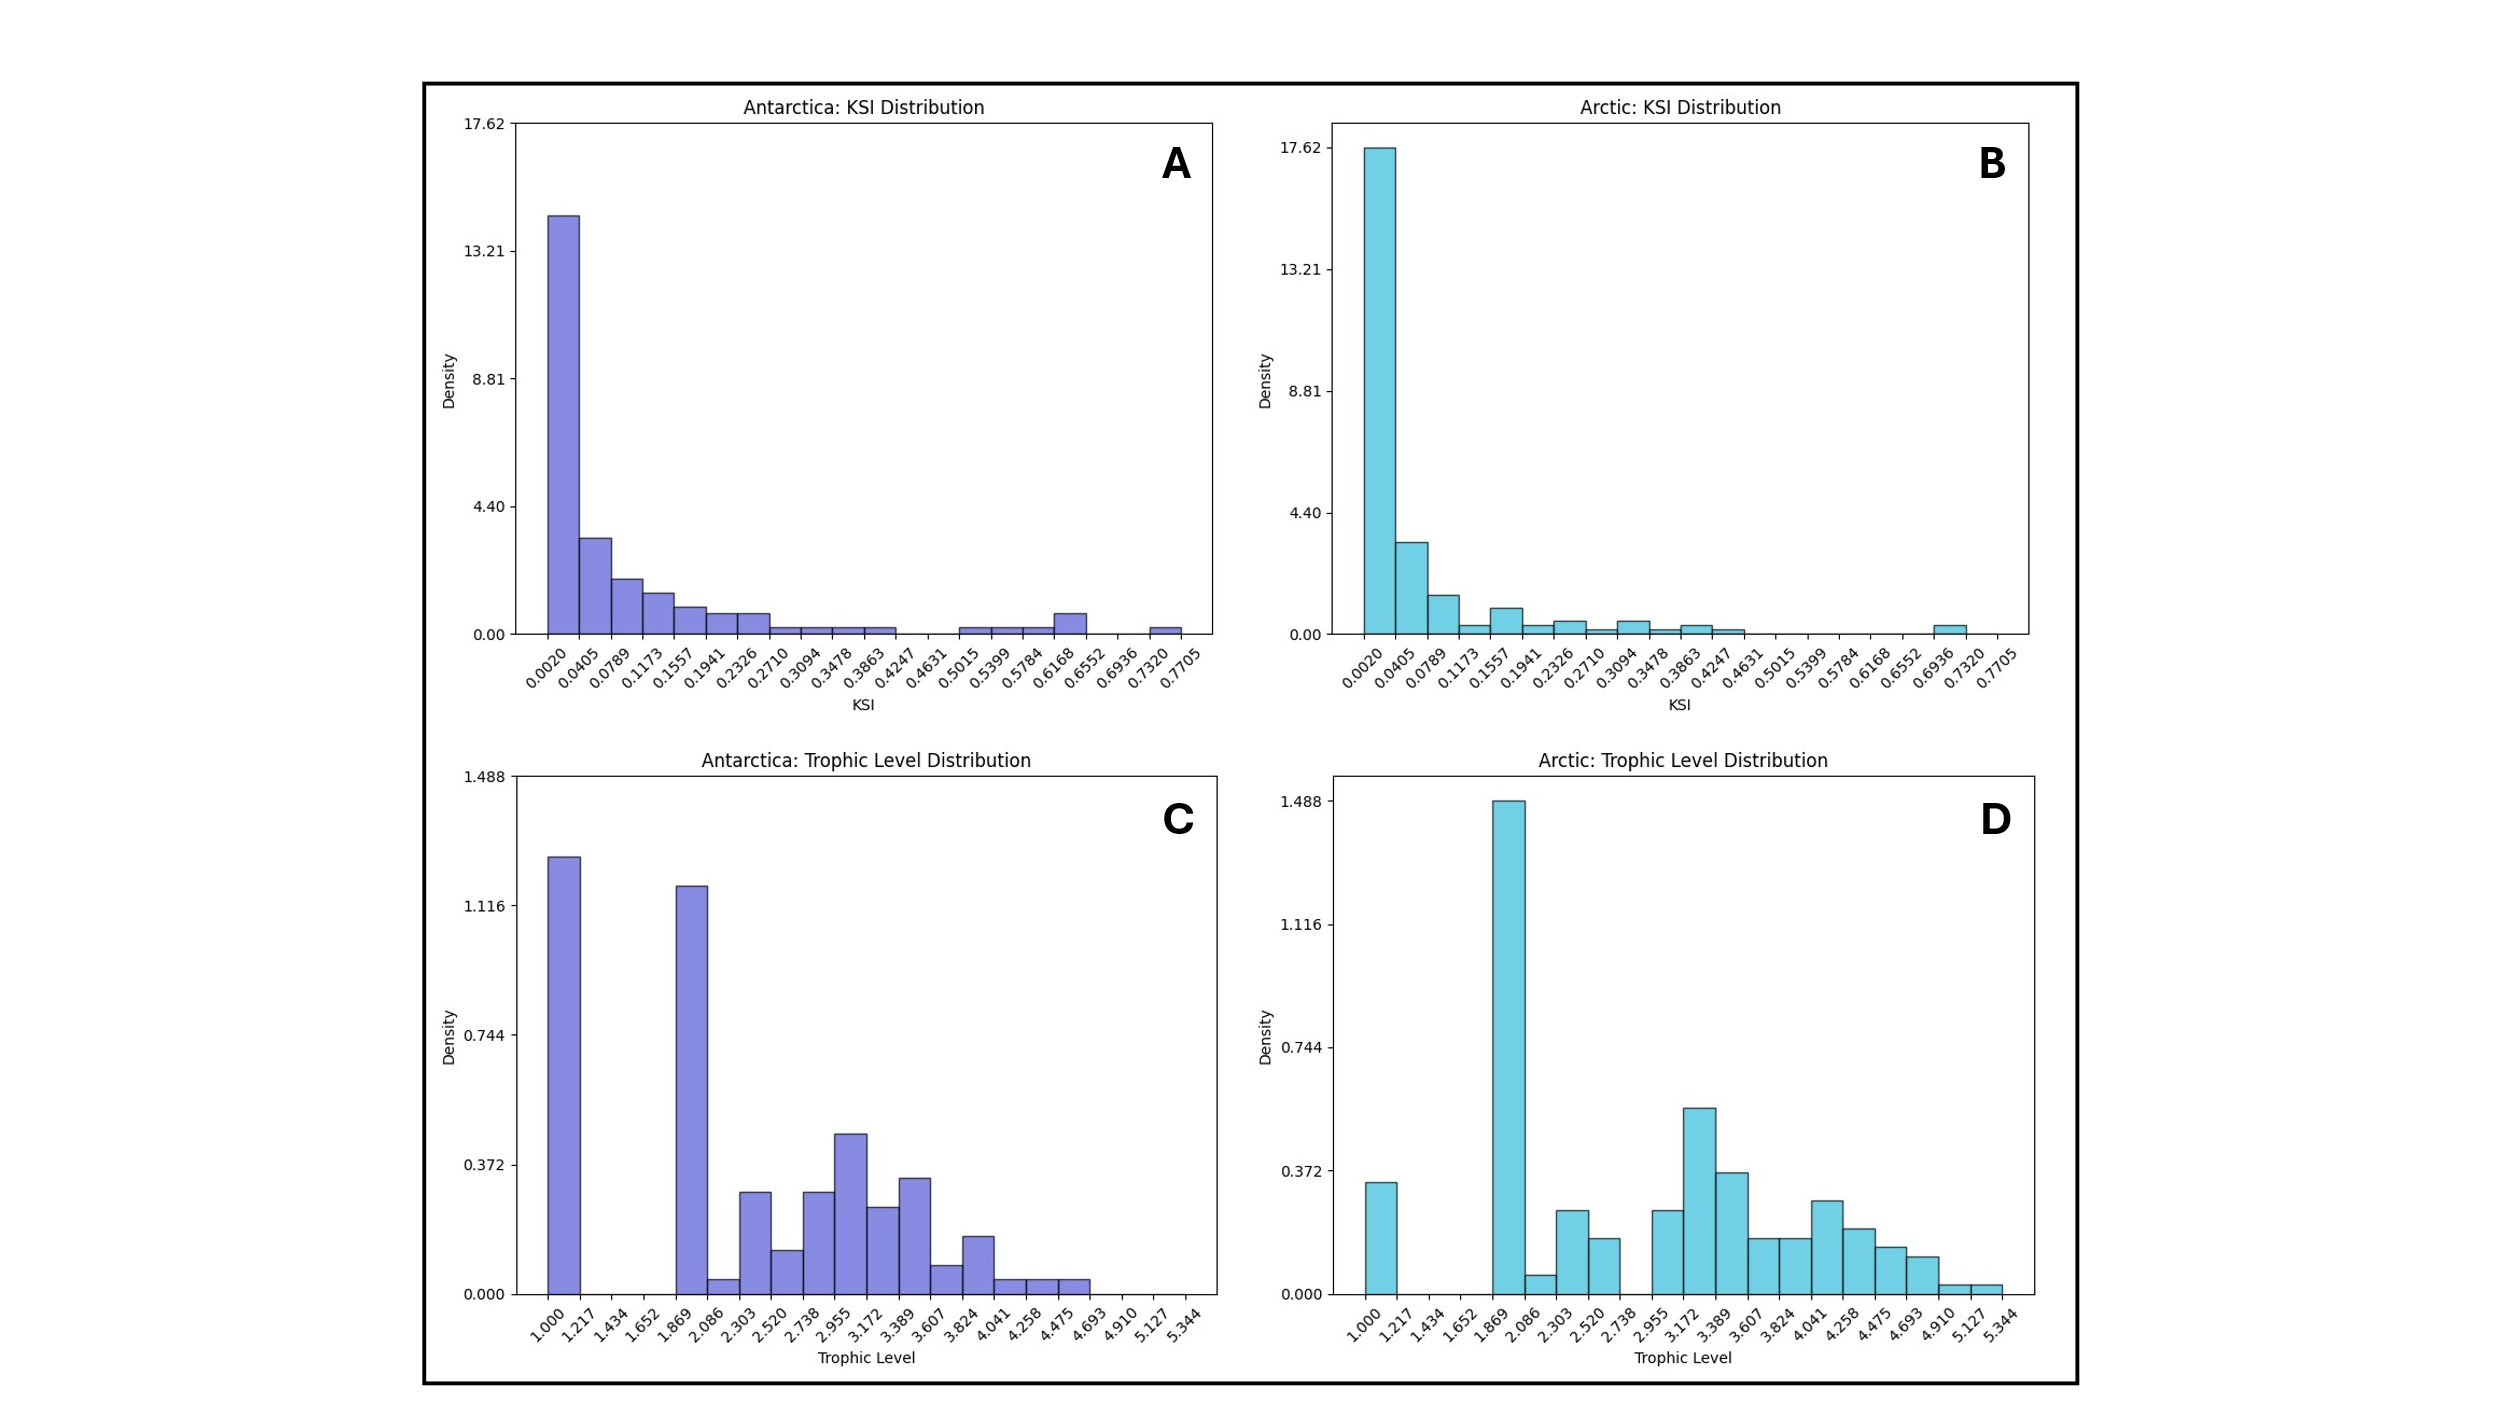 Antarctica: KSI Distribution
A
17.62
13.21
8.81
4.40
0.00
Density
0.0020 0.0405 0.0789 0.1173 0.1557 0.1941 0.2326 0.2710 0.3094 0.3478 0.3863 0.4247 0.4631 0.5015 0.5399 0.5784 0.6168 0.6552 0.6936 0.7320 0.7705
KSI
Arctic: KSI Distribution
B
17.62
13.21
8.81
4.40
0.00
Density
0.0020 0.0405 0.0789 0.1173 0.1557 0.1941 0.2326 0.2710 0.3094 0.3478 0.3863 0.4247 0.4631 0.5015 0.5399 0.5784 0.6168 0.6552 0.6936 0.7320 0.7705
KSI
Antarctica: Trophic Level Distribution
C
1.488
1.116
0.744
0.372
0.000
Density
1.000 1.217 1.434 1.652 1.869 2.086 2.303 2.520 2.738 2.955 3.172 3.389 3.607 3.824 4.041 4.258 4.475 4.693 4.910 5.127 5.344
Trophic Level
Arctic: Trophic Level Distribution
D
1.488
1.116
0.744
0.372
0.000
Density
1.000 1.217 1.434 1.652 1.869 2.086 2.303 2.520 2.738 2.955 3.172 3.389 3.607 3.824 4.041 4.258 4.475 4.693 4.910 5.127 5.344
Trophic Level